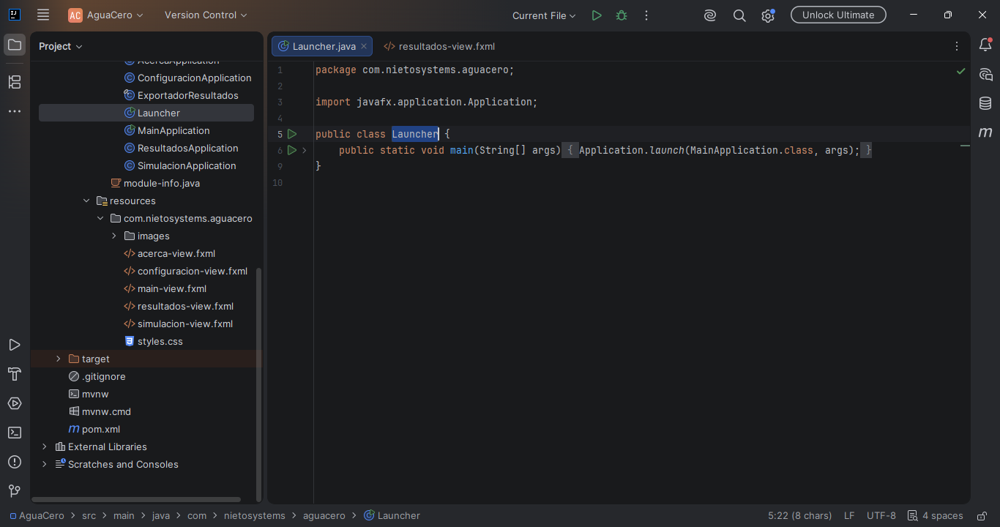 AC AguaCero
Version Control
Current File
Unlock Ultimate
Project
AcercaApplication
ConfiguracionApplication
ExportadorResultados
Launcher
MainApplication
ResultadosApplication
SimulacionApplication
module-info.java
resources
com.nietosystems.aguacero
images
acerca-view.fxml
configuracion-view.fxml
main-view.fxml
resultados-view.fxml
simulacion-view.fxml
styles.css
target
.gitignore
mvnw
mvnw.cmd
pom.xml
External Libraries
Scratches and Consoles
Launcher.java
resultados-view.fxml
1 package com.nietosystems.aguacero;
2
3 import javafx.application.Application;
4
5 public class Launcher {
6 public static void main(String[] args) { Application.launch(MainApplication.class, args); }
9 }
10
AguaCero > src > main > java > com > nietosystems > aguacero > Launcher
5:22 (8 chars) LF UTF-8 4 spaces